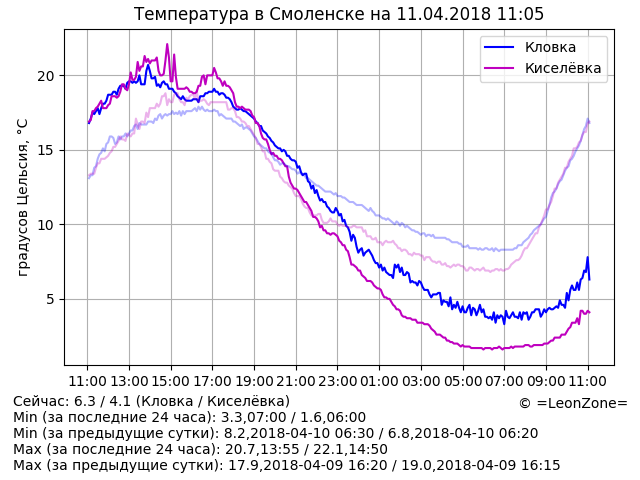 Температура в Смоленске на 11.04.2018 11:05
Кловка
Киселёвка
градусов Цельсия, °C
20
15
10
5
11:00 13:00 15:00 17:00 19:00 21:00 23:00 01:00 03:00 05:00 07:00 09:00 11:00
Сейчас: 6.3 / 4.1 (Кловка / Киселёвка)
© =LeonZone=
Min (за последние 24 часа): 3.3,07:00 / 1.6,06:00
Min (за предыдущие сутки): 8.2,2018-04-10 06:30 / 6.8,2018-04-10 06:20
Max (за последние 24 часа): 20.7,13:55 / 22.1,14:50
Max (за предыдущие сутки): 17.9,2018-04-09 16:20 / 19.0,2018-04-09 16:15